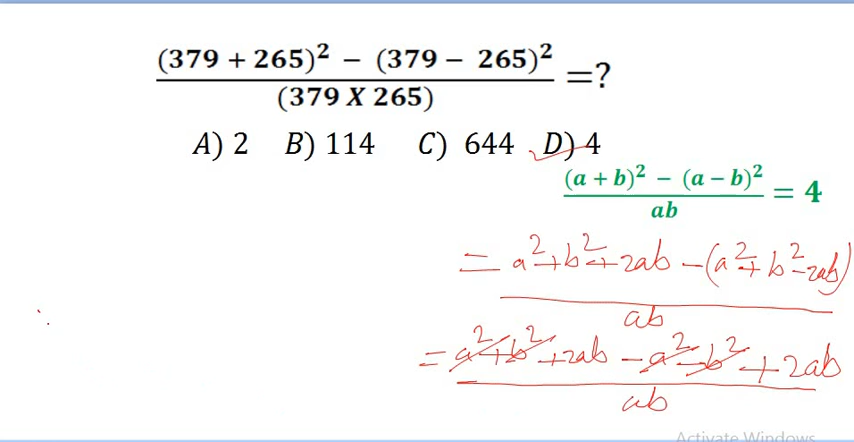 (379 + 265)² − (379 − 265)²
(379 X 265)
=?
A) 2 B) 114 C) 644 D) 4
(a + b)² − (a − b)²
ab
= 4
= a²+b²+2ab −(a²+b²−2ab)
ab
= a²+b²+2ab −a²−b²+2ab
ab
Activate Windows